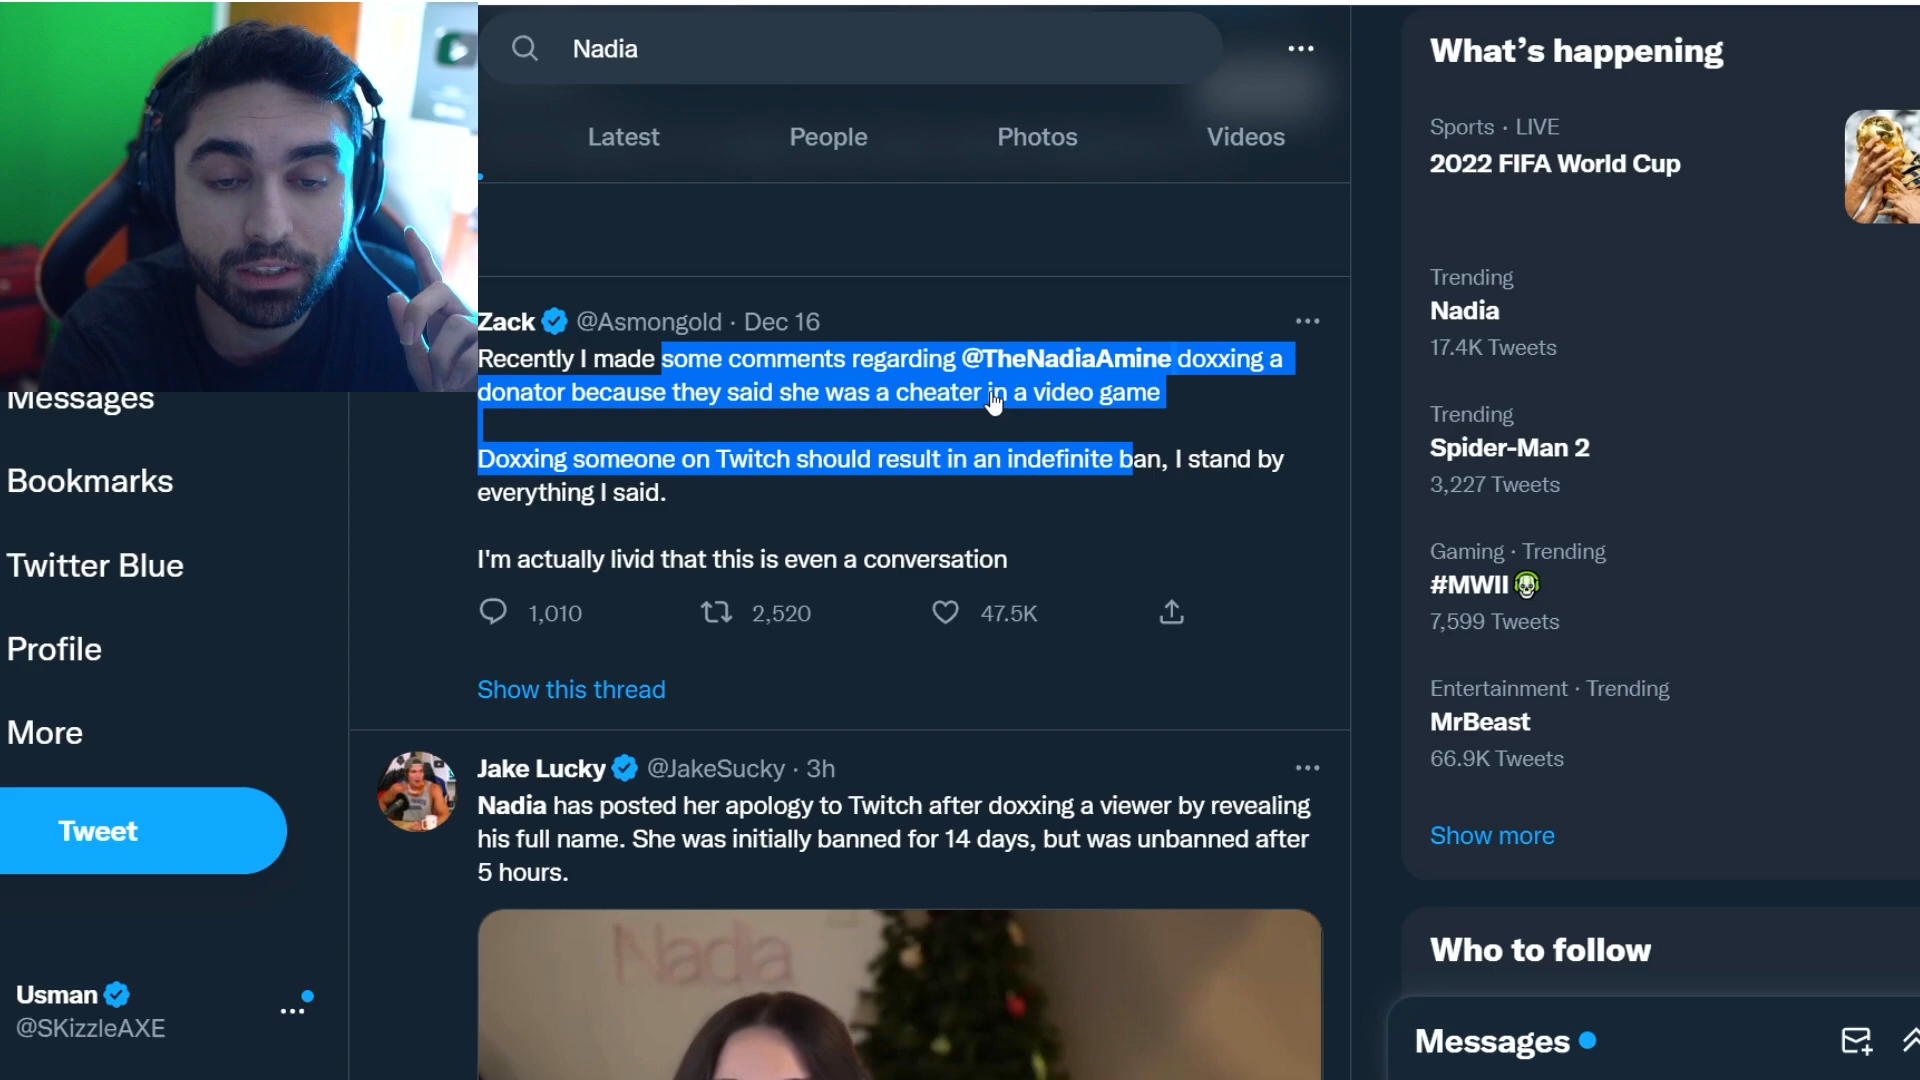 Nadia
Latest
People
Photos
Videos
Zack @Asmongold · Dec 16
Recently I made some comments regarding @TheNadiaAmine doxxing a
donator because they said she was a cheater in a video game
Doxxing someone on Twitch should result in an indefinite ban, I stand by
everything I said.
I'm actually livid that this is even a conversation
1,010
2,520
47.5K
Show this thread
Jake Lucky @JakeSucky · 3h
Nadia has posted her apology to Twitch after doxxing a viewer by revealing
his full name. She was initially banned for 14 days, but was unbanned after
5 hours.
Nadia
Messages
Bookmarks
Twitter Blue
Profile
More
Tweet
Usman
@SKizzleAXE
What's happening
Sports · LIVE
2022 FIFA World Cup
Trending
Nadia
17.4K Tweets
Trending
Spider-Man 2
3,227 Tweets
Gaming · Trending
#MWII
7,599 Tweets
Entertainment · Trending
MrBeast
66.9K Tweets
Show more
Who to follow
Messages